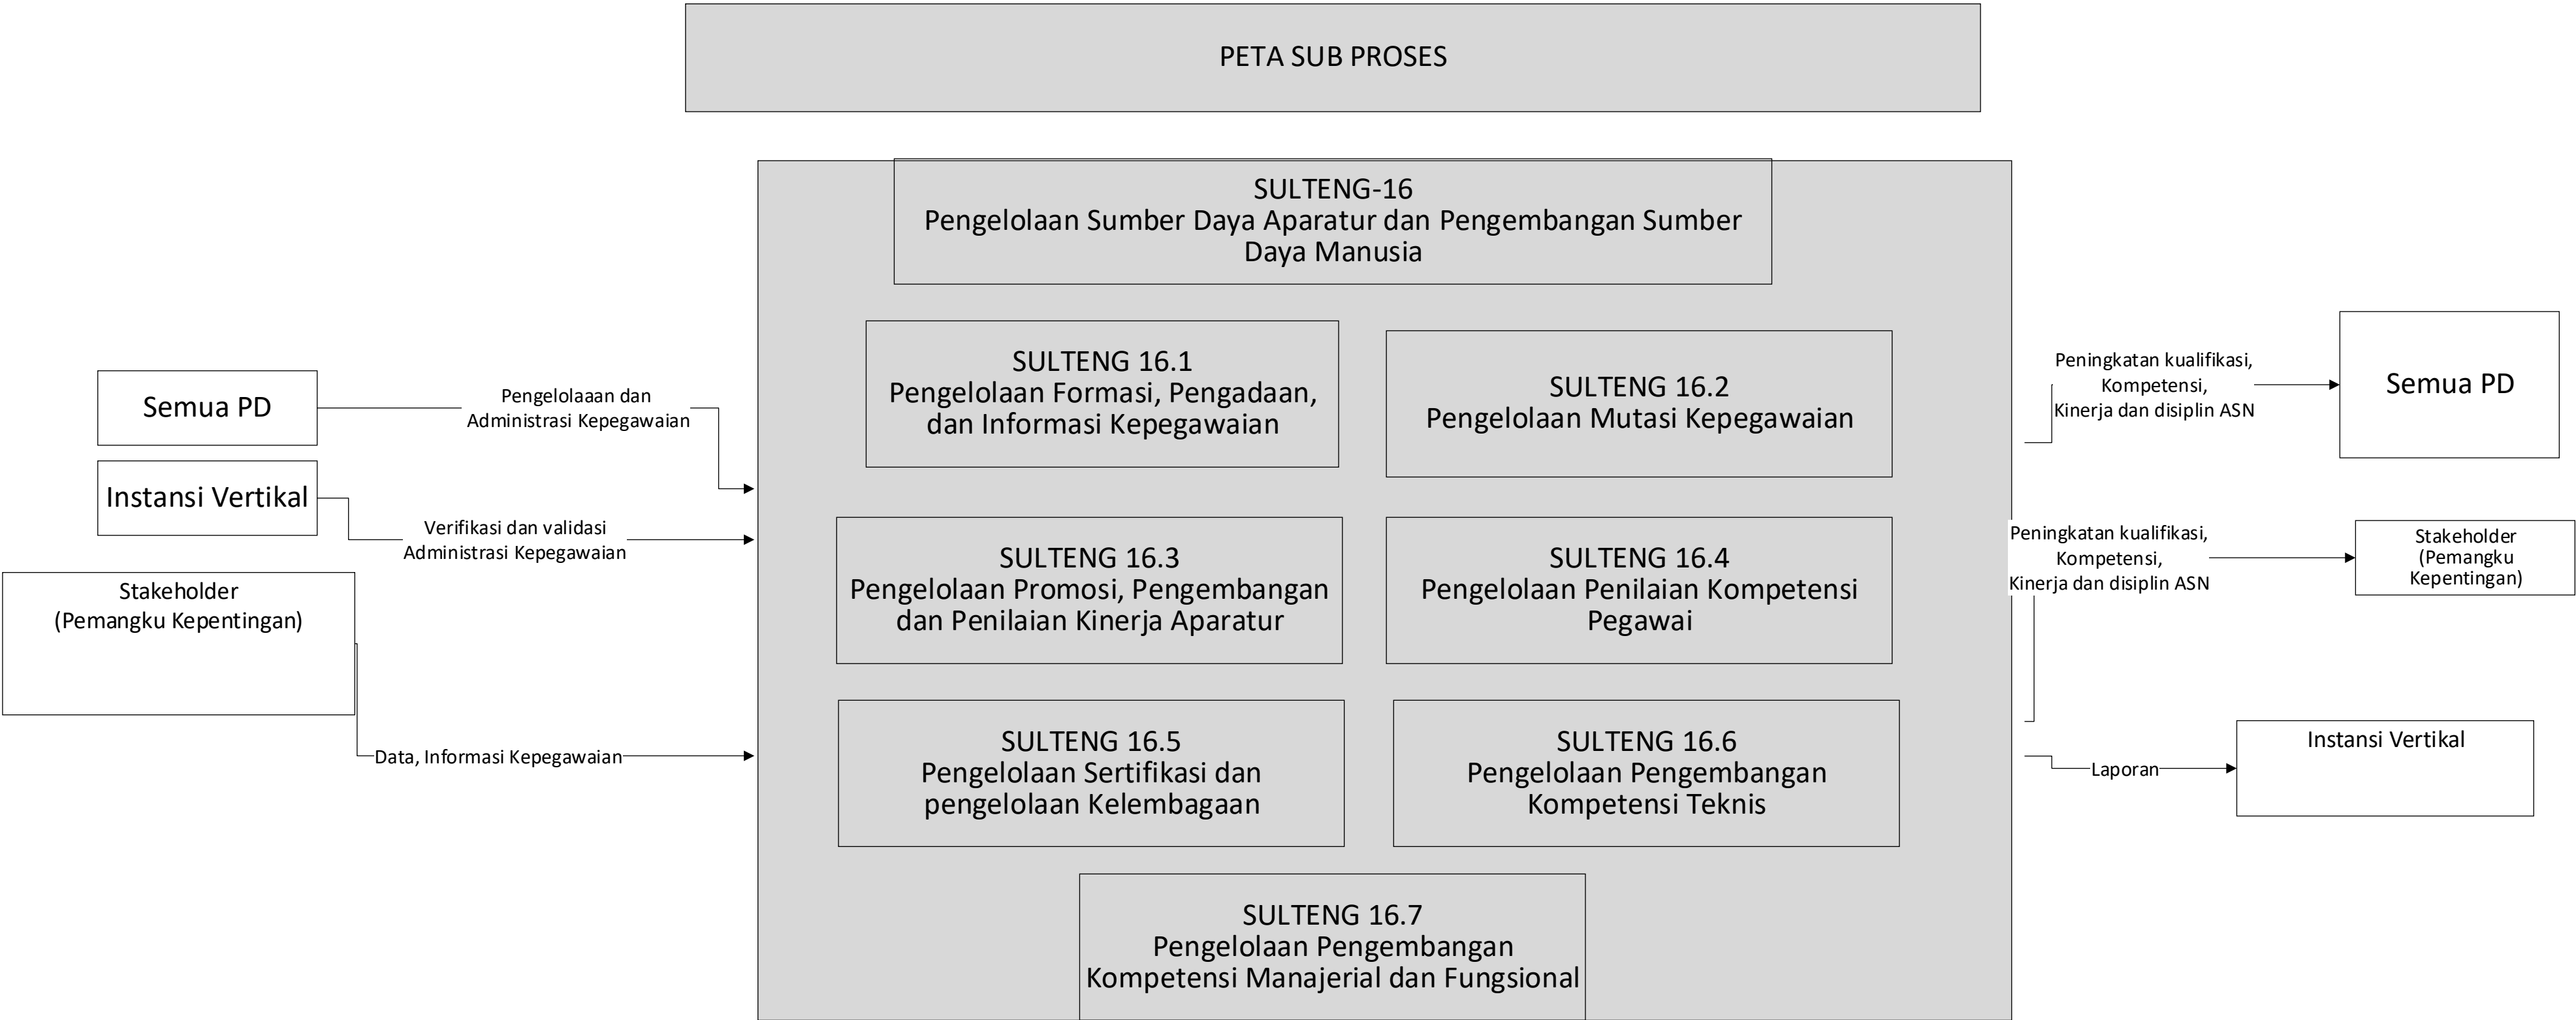 PETA SUB PROSES
SULTENG-16
Pengelolaan Sumber Daya Aparatur dan Pengembangan Sumber
Daya Manusia
SULTENG 16.1
Pengelolaan Formasi, Pengadaan,
dan Informasi Kepegawaian
SULTENG 16.2
Pengelolaan Mutasi Kepegawaian
SULTENG 16.3
Pengelolaan Promosi, Pengembangan
dan Penilaian Kinerja Aparatur
SULTENG 16.4
Pengelolaan Penilaian Kompetensi
Pegawai
SULTENG 16.5
Pengelolaan Sertifikasi dan
pengelolaan Kelembagaan
SULTENG 16.6
Pengelolaan Pengembangan
Kompetensi Teknis
SULTENG 16.7
Pengelolaan Pengembangan
Kompetensi Manajerial dan Fungsional
Semua PD
Pengelolaaan dan
Administrasi Kepegawaian
Instansi Vertikal
Verifikasi dan validasi
Administrasi Kepegawaian
Stakeholder
(Pemangku Kepentingan)
Data, Informasi Kepegawaian
Peningkatan kualifikasi,
Kompetensi,
Kinerja dan disiplin ASN
Semua PD
Peningkatan kualifikasi,
Kompetensi,
Kinerja dan disiplin ASN
Stakeholder
(Pemangku
Kepentingan)
Laporan
Instansi Vertikal